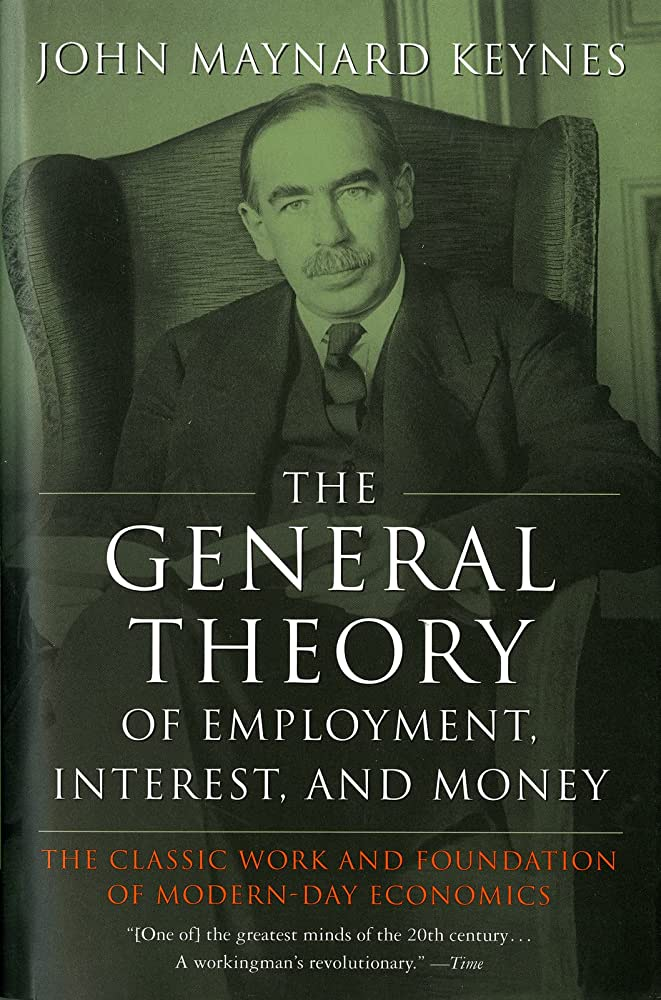 JOHN MAYNARD KEYNES
THE
GENERAL
THEORY
OF EMPLOYMENT,
INTEREST, AND MONEY
THE CLASSIC WORK AND FOUNDATION
OF MODERN-DAY ECONOMICS
“[One of] the greatest minds of the 20th century...
A workingman’s revolutionary.” —Time